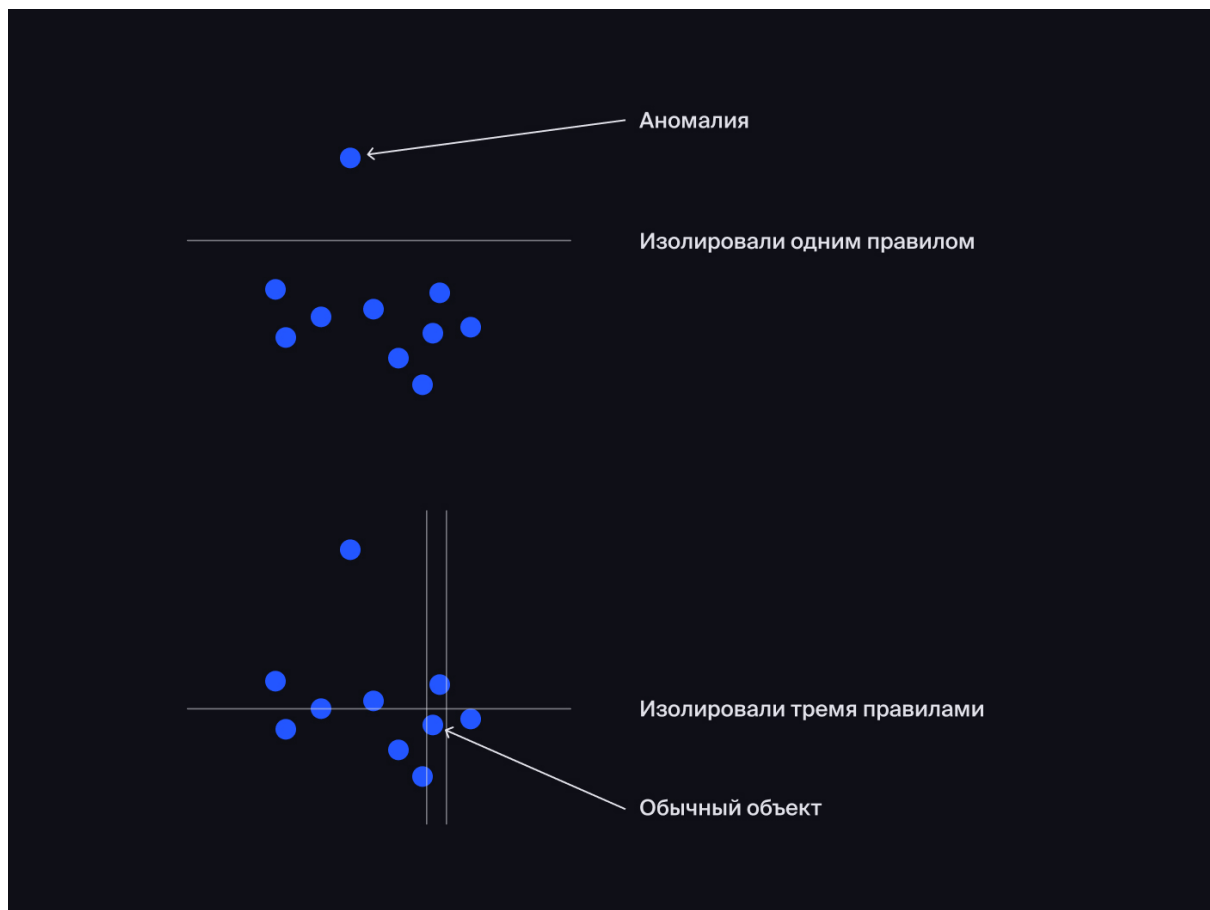 Аномалия
Изолировали одним правилом
Изолировали тремя правилами
Обычный объект